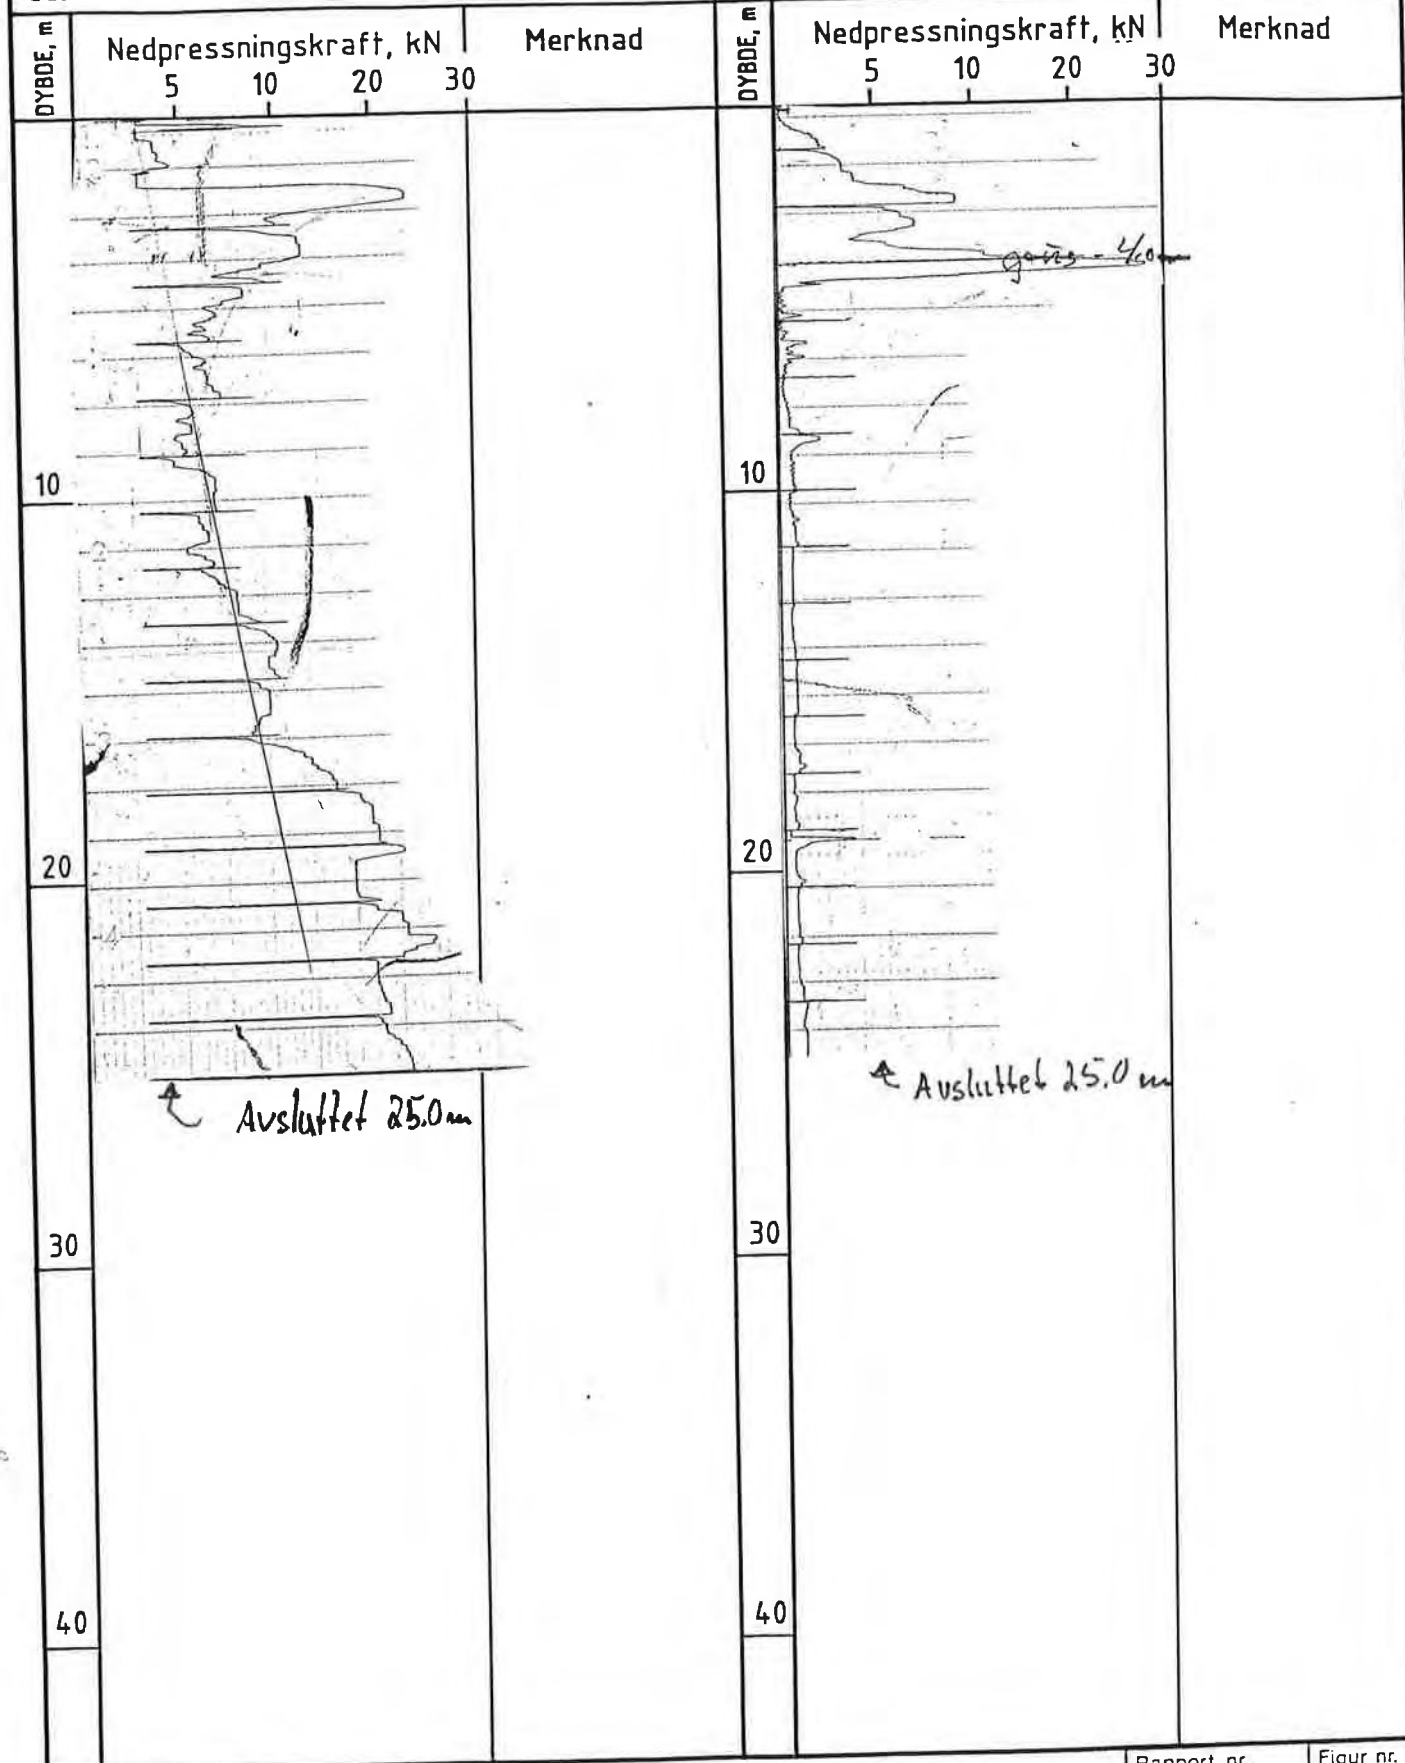 DYBDE, m
Nedpressningskraft, kN
Merknad
5 10 20 30
10
20
30
40
Avsluttet 25.0 m
DYBDE, m
Nedpressningskraft, kN
Merknad
5 10 20 30
10
20
30
40
Avsluttet 25.0 m
Rapport nr.
Figur nr.